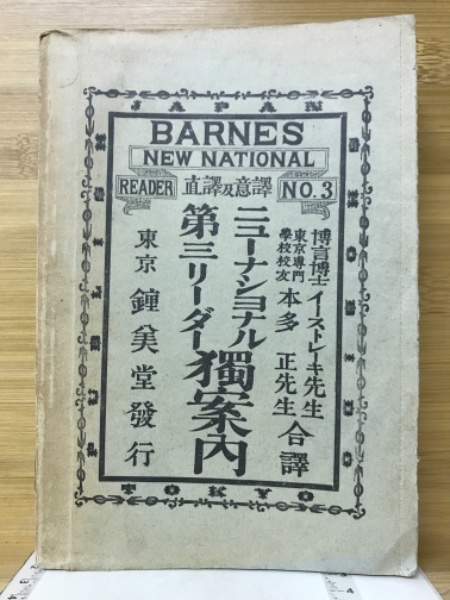 JAPAN
BARNES
NEW NATIONAL
READER 直譯及意譯 NO.3
博言博士 イーストレーキ先生
東京専門學校校友 本多 正先生
合譯
ニューナショナル
第三リーダー
獨案内
東京 鍾美堂發行
SHOBIDO
TOKYO